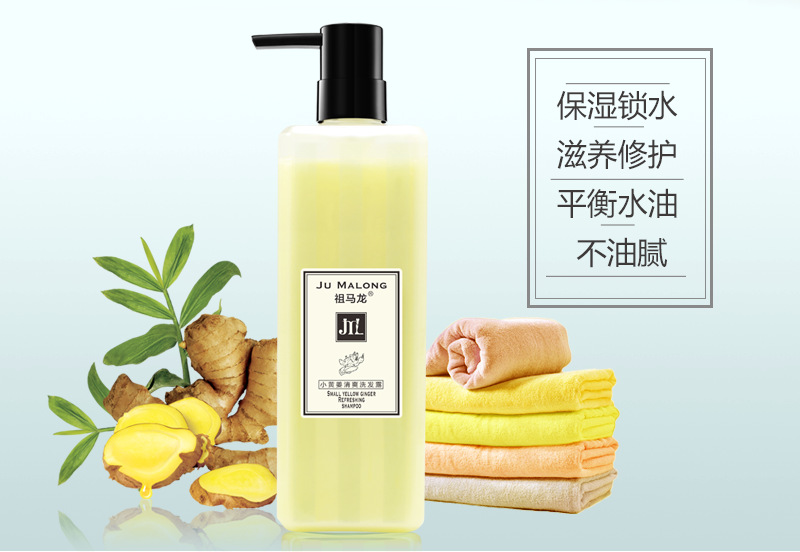 保湿锁水
滋养修护
平衡水油
不油腻
JU MALONG
祖马龙®
JML
小黄姜清爽洗发露
SMALL YELLOW GINGER
REFRESHING
SHAMPOO